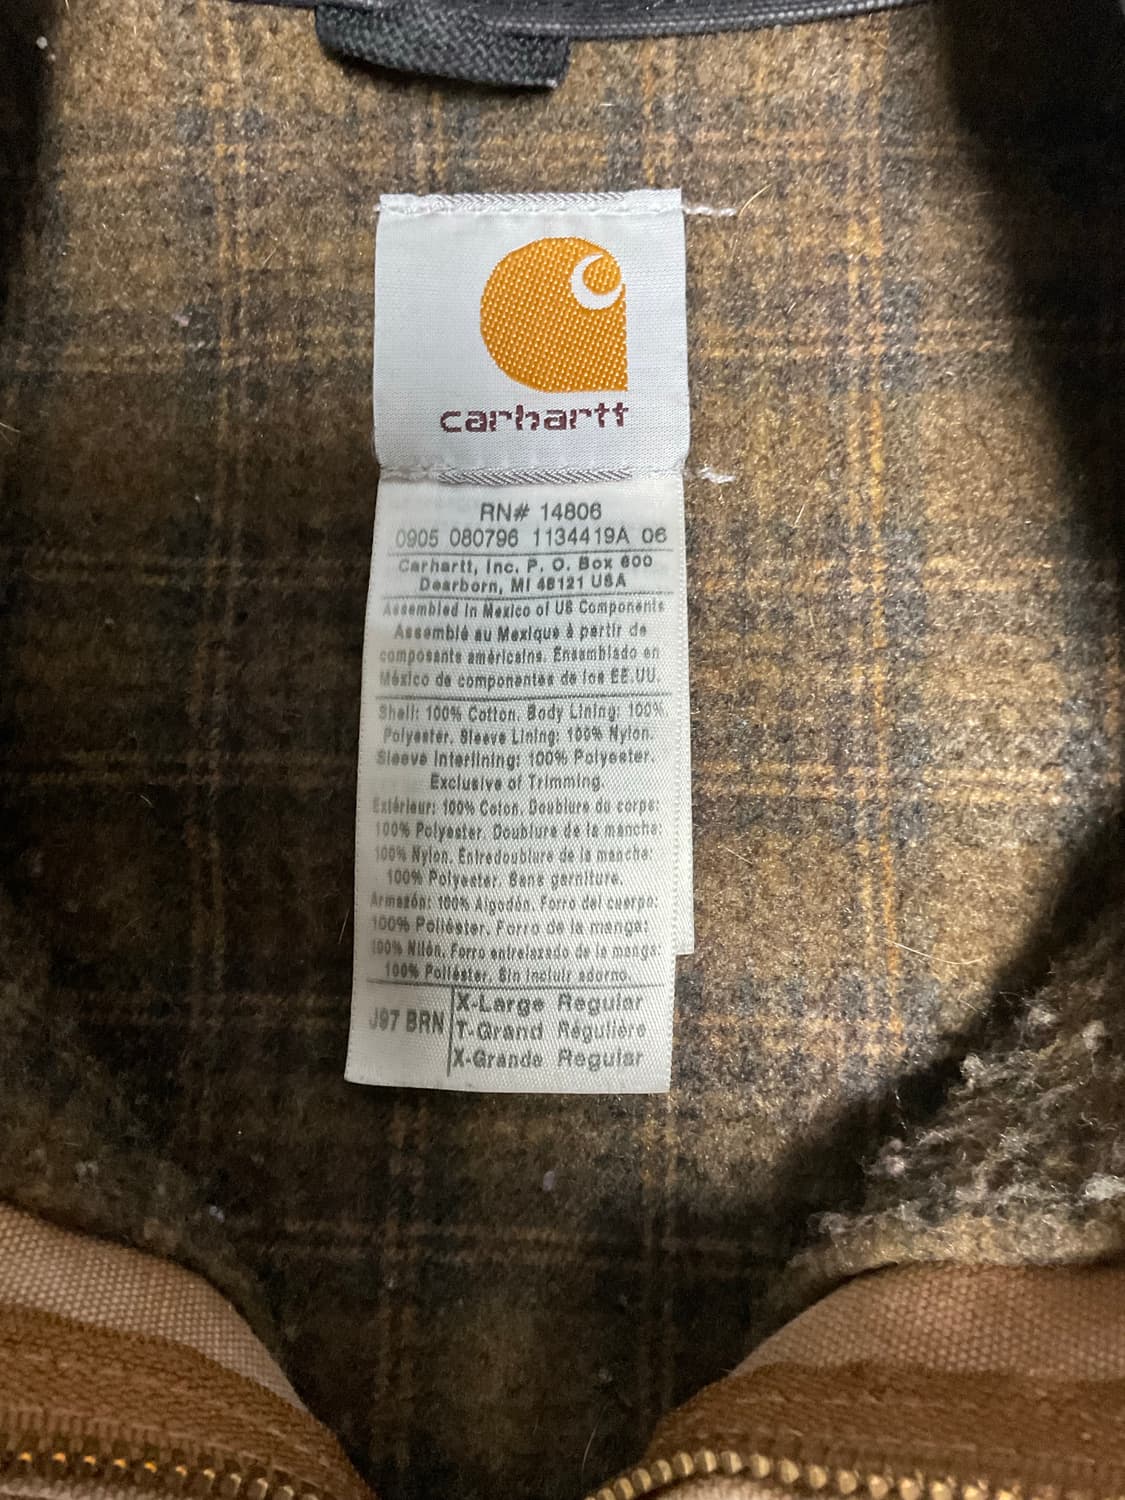 carhartt
RN# 14806
0905 080796 1134419A 06
Carhartt, Inc. P. O. Box 600
Dearborn, MI 48121 USA
Assembled in Mexico of US Components
Assemblé au Mexique à partir de
composants américains. Ensamblado en
México de componentes de los EE.UU.
Shell: 100% Cotton. Body Lining: 100%
Polyester. Sleeve Lining: 100% Nylon.
Sleeve Interlining: 100% Polyester.
Exclusive of Trimming.
Extérieur: 100% Coton. Doublure du corps:
100% Polyester. Doublure de la manche:
100% Nylon. Entredoublure de la manche:
100% Polyester. Sans garniture.
Armazón: 100% Algodón. Forro del cuerpo:
100% Poliéster. Forro de la manga:
100% Nilón. Forro entrelazado de la manga:
100% Poliéster. Sin incluir adorno.
J97 BRN
X-Large Regular
T-Grand Régulière
X-Grande Regular